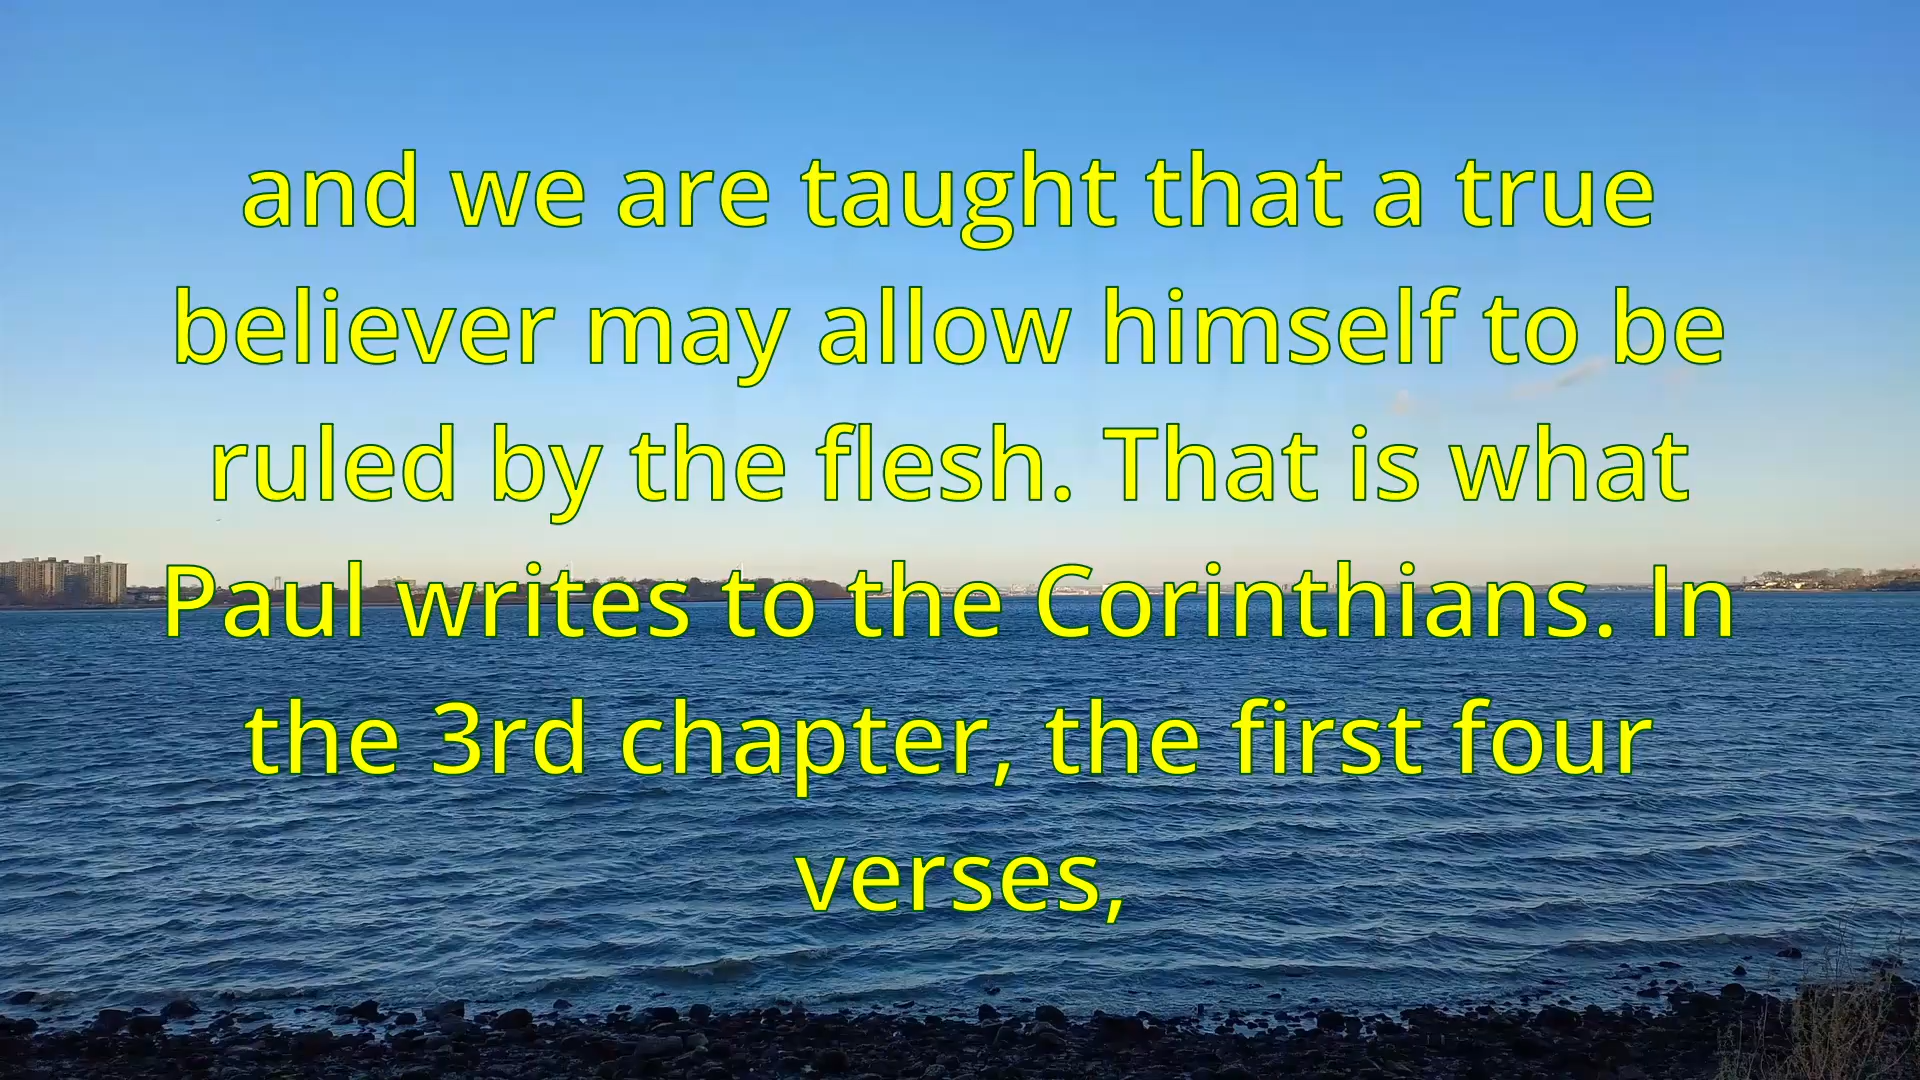 and we are taught that a true
believer may allow himself to be
ruled by the flesh. That is what
Paul writes to the Corinthians. In
the 3rd chapter, the first four
verses,